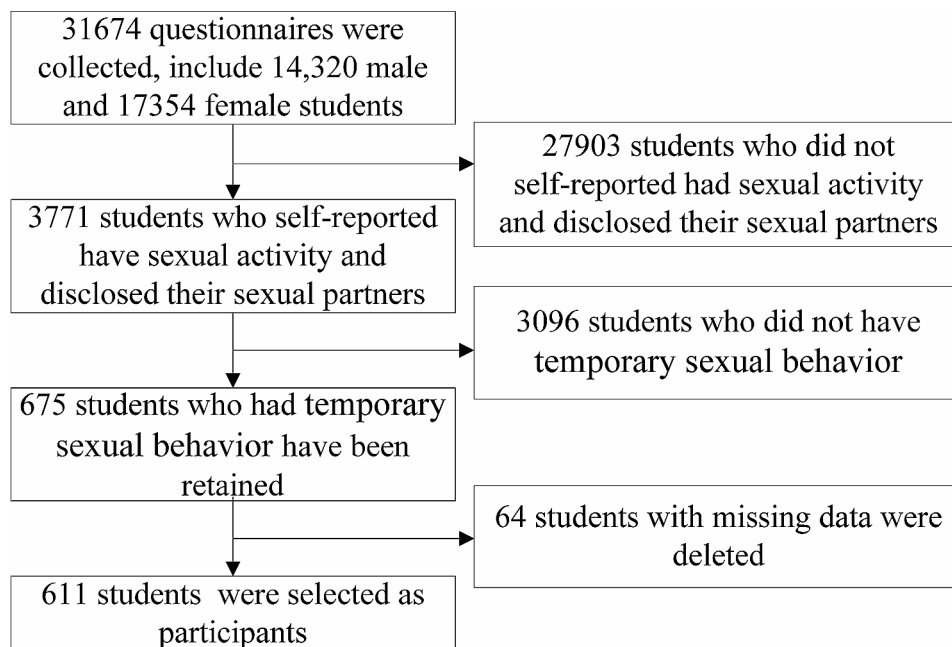 31674 questionnaires were
collected, include 14,320 male
and 17354 female students
27903 students who did not
self-reported had sexual activity
and disclosed their sexual partners
3771 students who self-reported
have sexual activity and
disclosed their sexual partners
3096 students who did not have
temporary sexual behavior
675 students who had temporary
sexual behavior have been
retained
64 students with missing data were
deleted
611 students were selected as
participants